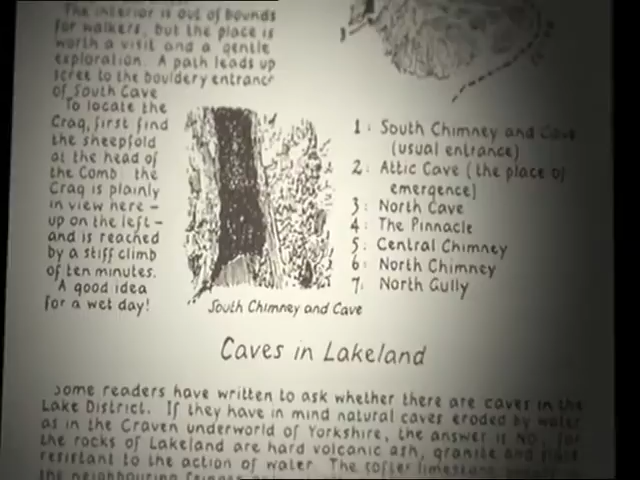 The interior is out of bounds
for walkers, but the place is
worth a visit and a gentle
exploration. A path leads up
scree to the bouldery entrance
of South Cave
To locate the
Crag, first find
the sheepfold
at the head of
the Comb the
Crag is plainly
in view here –
up on the left –
and is reached
by a stiff climb
of ten minutes.
A good idea
for a wet day!
South Chimney and Cave
1: South Chimney and Cave
(usual entrance)
2: Attic Cave (the place of
emergence)
3: North Cave
4: The Pinnacle
5: Central Chimney
6: North Chimney
7: North Gully
Caves in Lakeland
Some readers have written to ask whether there are caves in the
Lake District. If they have in mind natural caves eroded by water
as in the Craven underworld of Yorkshire, the answer is NO, for
the rocks of Lakeland are hard volcanic ash, granite and slate
resistant to the action of water. The softer limestone
the neighbouring